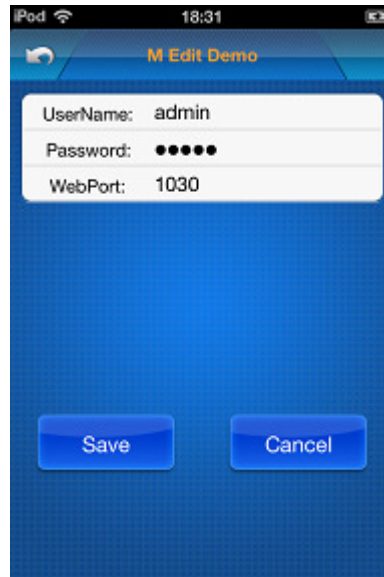 iPod 18:31
M Edit Demo
UserName: admin
Password: ●●●●●
WebPort: 1030
Save Cancel